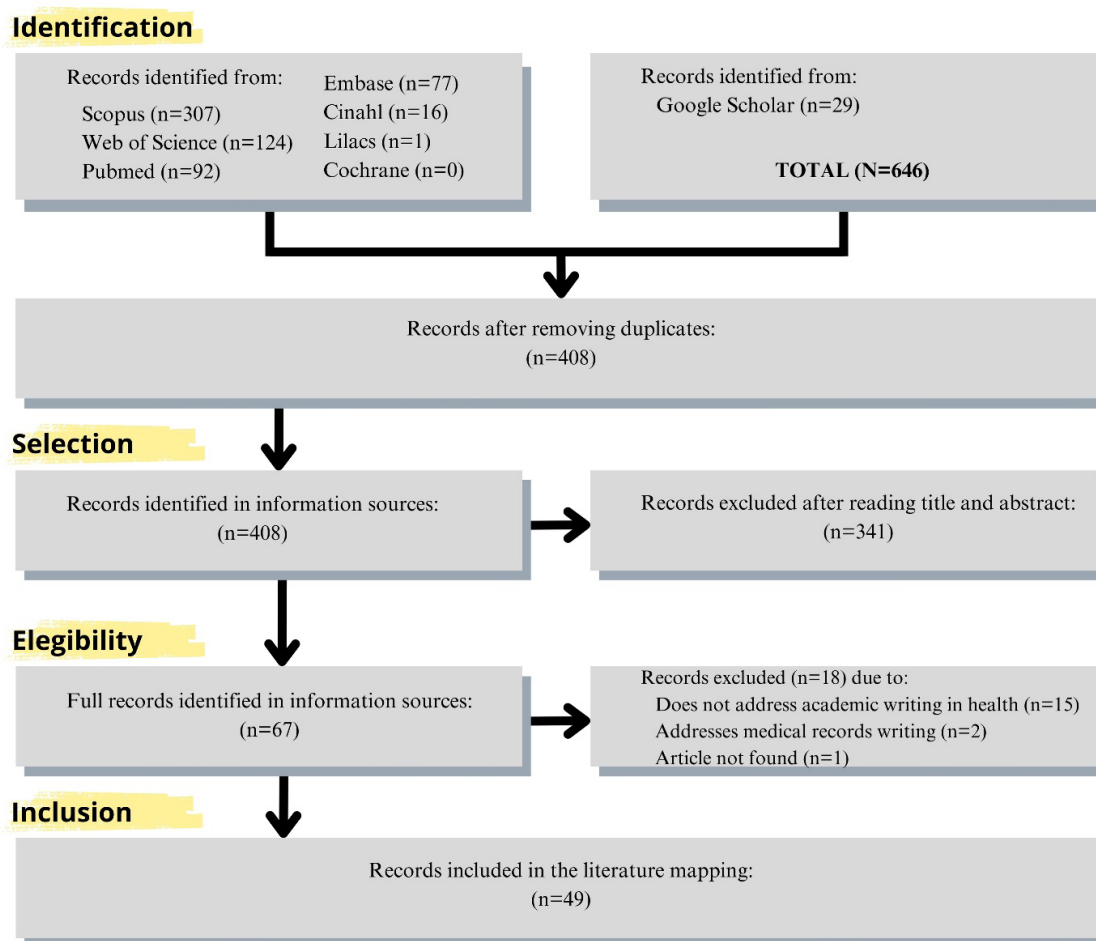 Identification
Records identified from:
Scopus (n=307)
Web of Science (n=124)
Pubmed (n=92)
Embase (n=77)
Cinahl (n=16)
Lilacs (n=1)
Cochrane (n=0)
Records identified from:
Google Scholar (n=29)
TOTAL (N=646)
Records after removing duplicates:
(n=408)
Selection
Records identified in information sources:
(n=408)
Records excluded after reading title and abstract:
(n=341)
Elegibility
Full records identified in information sources:
(n=67)
Records excluded (n=18) due to:
Does not address academic writing in health (n=15)
Addresses medical records writing (n=2)
Article not found (n=1)
Inclusion
Records included in the literature mapping:
(n=49)